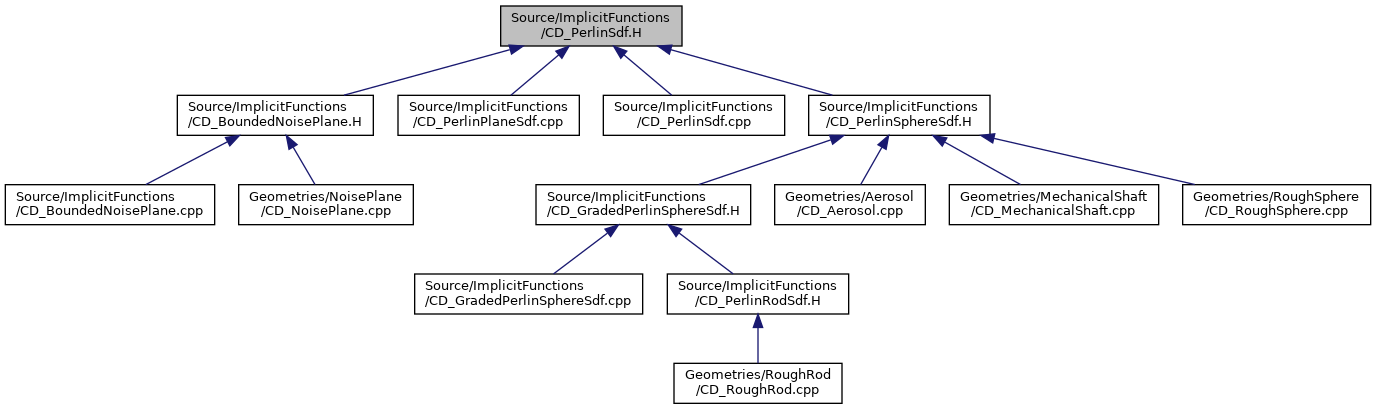 Source/ImplicitFunctions
/CD_PerlinSdf.H
Source/ImplicitFunctions
/CD_BoundedNoisePlane.H
Source/ImplicitFunctions
/CD_PerlinPlaneSdf.cpp
Source/ImplicitFunctions
/CD_PerlinSdf.cpp
Source/ImplicitFunctions
/CD_PerlinSphereSdf.H
Source/ImplicitFunctions
/CD_BoundedNoisePlane.cpp
Geometries/NoisePlane
/CD_NoisePlane.cpp
Source/ImplicitFunctions
/CD_GradedPerlinSphereSdf.H
Geometries/Aerosol
/CD_Aerosol.cpp
Geometries/MechanicalShaft
/CD_MechanicalShaft.cpp
Geometries/RoughSphere
/CD_RoughSphere.cpp
Source/ImplicitFunctions
/CD_GradedPerlinSphereSdf.cpp
Source/ImplicitFunctions
/CD_PerlinRodSdf.H
Geometries/RoughRod
/CD_RoughRod.cpp